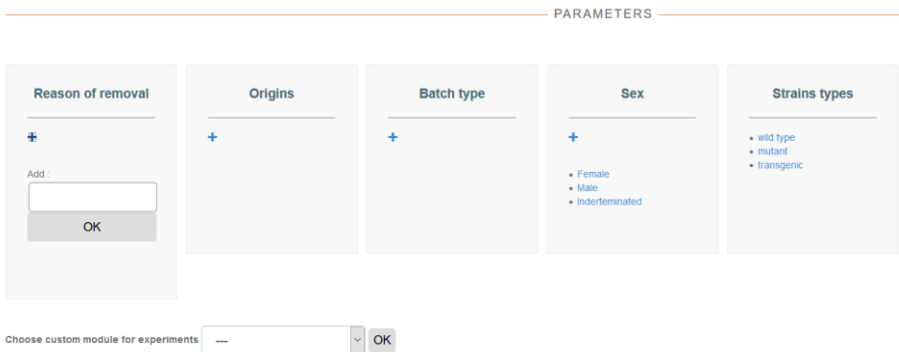 PARAMETERS
Reason of removal
+
Add :
OK
Origins
+
Batch type
+
Sex
+
• Female
• Male
• Inderteminated
Strains types
• wild type
• mutant
• transgenic
Choose custom module for experiments --- OK